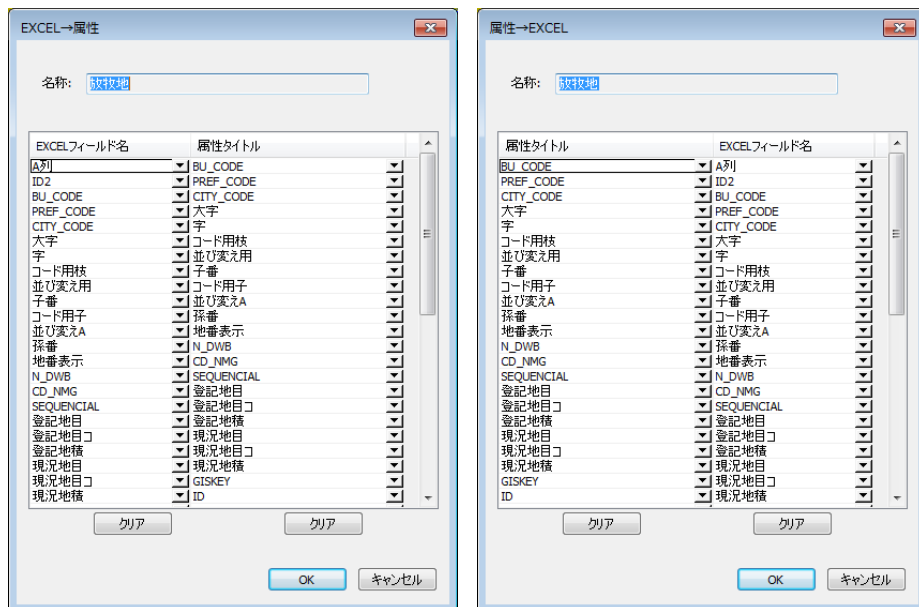 EXCEL→属性
名称: 放牧地
EXCELフィールド名 属性タイトル
A列 BU_CODE
ID2 PREF_CODE
BU_CODE CITY_CODE
PREF_CODE 大字
CITY_CODE 字
大字 コード用枝
字 並び変え用
コード用枝 子番
並び変え用 コード用子
子番 並び変えA
コード用子 孫番
並び変えA 地番表示
孫番 N_DWB
地番表示 CD_NMG
N_DWB SEQUENCIAL
CD_NMG 登記地目
SEQUENCIAL 登記地目コ
登記地目 登記地積
登記地目コ 現況地目
登記地積 現況地目コ
現況地目 現況地積
現況地目コ GISKEY
現況地積 ID
クリア クリア
OK キャンセル
属性→EXCEL
名称: 放牧地
属性タイトル EXCELフィールド名
BU_CODE A列
PREF_CODE ID2
CITY_CODE BU_CODE
大字 PREF_CODE
字 CITY_CODE
コード用枝 大字
並び変え用 字
子番 コード用枝
コード用子 並び変え用
並び変えA 子番
孫番 コード用子
地番表示 並び変えA
N_DWB 孫番
CD_NMG 地番表示
SEQUENCIAL N_DWB
登記地目 CD_NMG
登記地目コ SEQUENCIAL
登記地積 登記地目
現況地目 登記地目コ
現況地目コ 登記地積
現況地積 現況地目
GISKEY 現況地目コ
ID 現況地積
クリア クリア
OK キャンセル